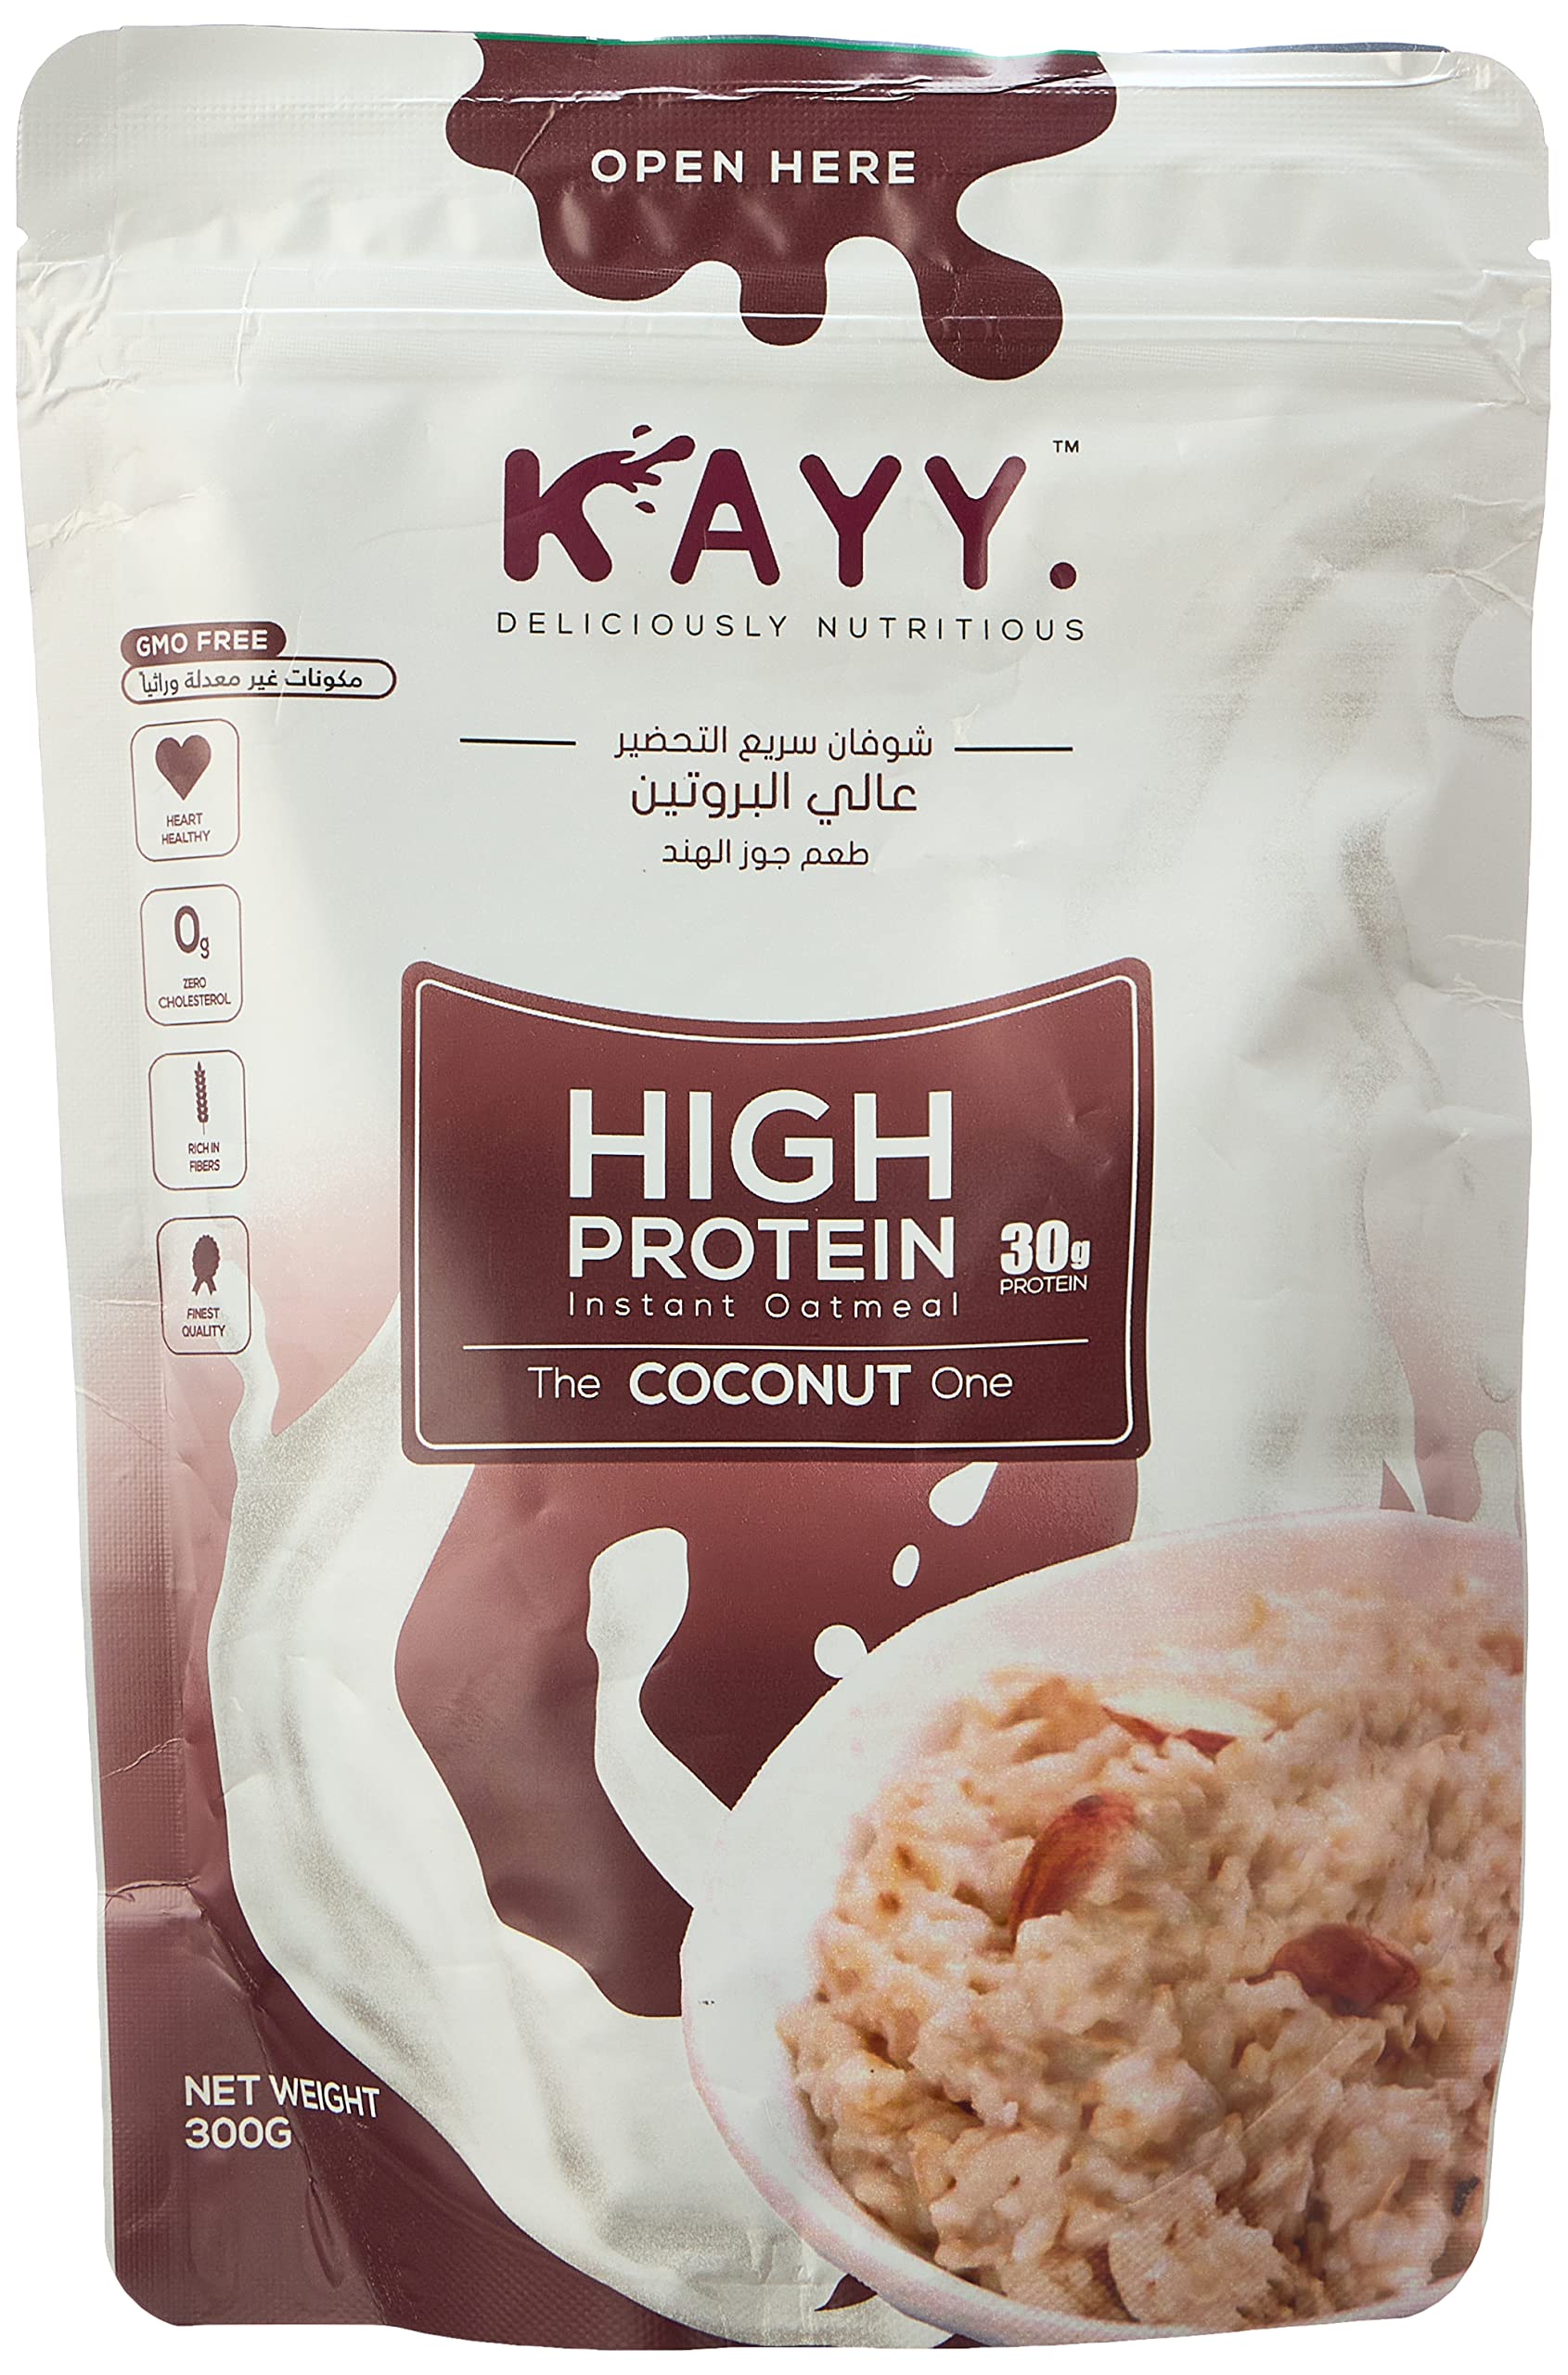 OPEN HERE
KAYY.™
DELICIOUSLY NUTRITIOUS
GMO FREE
مكونات غير معدلة وراثياً
HEART
HEALTHY
0g
ZERO
CHOLESTEROL
RICH IN
FIBERS
FINEST
QUALITY
شوفان سريع التحضير
عالي البروتين
طعم جوز الهند
HIGH
PROTEIN
30g
PROTEIN
Instant Oatmeal
The COCONUT One
NET WEIGHT
300G